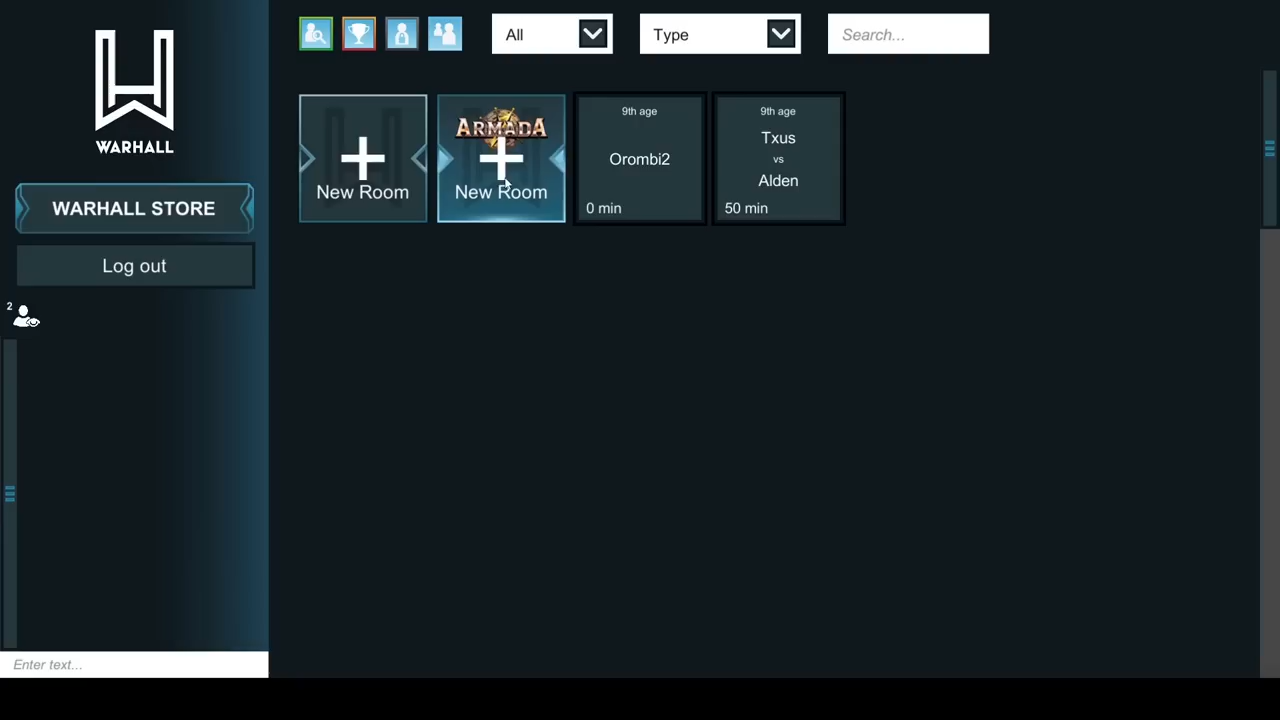 WARHALL
WARHALL STORE
Log out
2
Enter text...
All
Type
Search...
New Room
ARMADA
New Room
9th age
Orombi2
0 min
9th age
Txus
vs
Alden
50 min